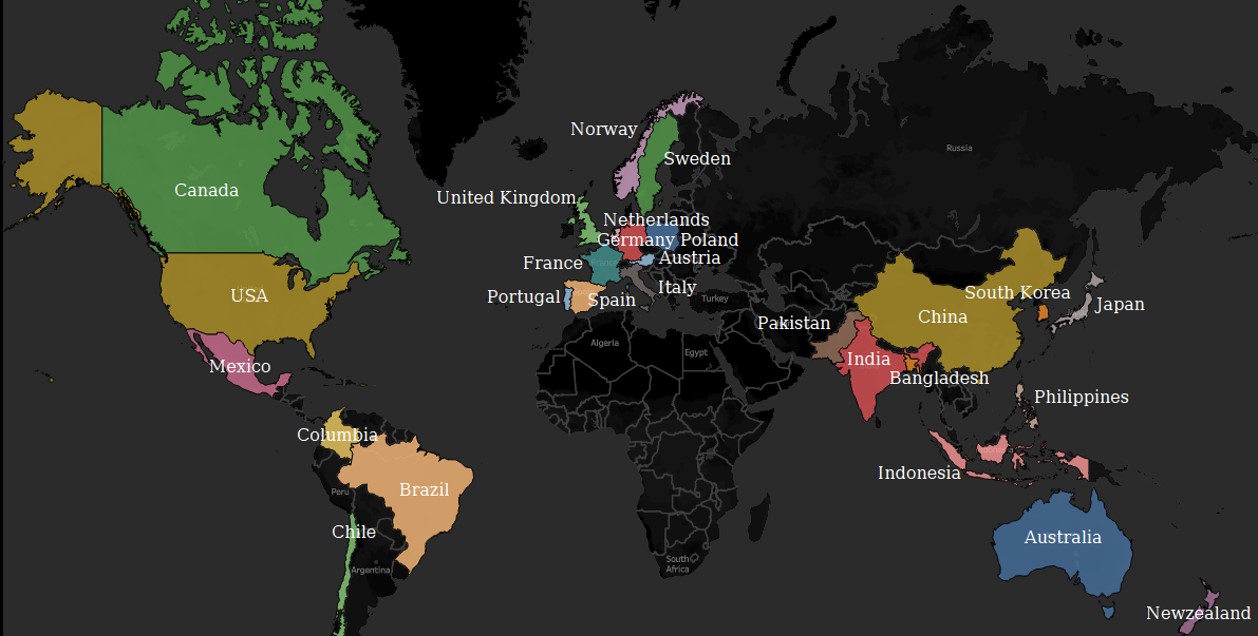 Norway
Russia
Sweden
Canada
United Kingdom
Netherlands
Germany
Poland
Austria
France
France
Italy
South Korea
USA
Portugal
Spain
Turkey
Japan
China
Pakistan
Algeria
Egypt
India
Mexico
Bangladesh
Philippines
Columbia
Indonesia
Brazil
Peru
Chile
Australia
South
Africa
Argentina
Newzealand